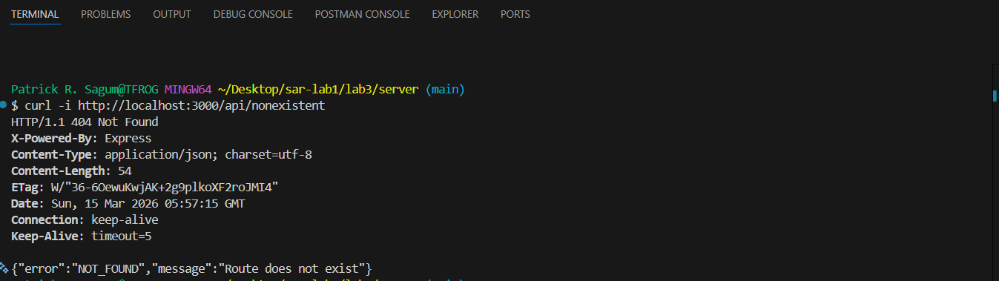 TERMINAL PROBLEMS OUTPUT DEBUG CONSOLE POSTMAN CONSOLE EXPLORER PORTS
Patrick R. Sagum@TFROG MINGW64 ~/Desktop/sar-lab1/lab3/server (main)
$ curl -i http://localhost:3000/api/nonexistent
HTTP/1.1 404 Not Found
X-Powered-By: Express
Content-Type: application/json; charset=utf-8
Content-Length: 54
ETag: W/"36-6OewuKwjAK+2g9plkoXF2roJMI4"
Date: Sun, 15 Mar 2026 05:57:15 GMT
Connection: keep-alive
Keep-Alive: timeout=5
{"error":"NOT_FOUND","message":"Route does not exist"}